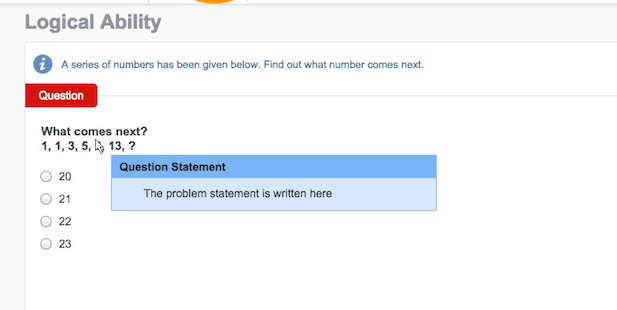 Logical Ability
i A series of numbers has been given below. Find out what number comes next.
Question
What comes next?
1, 1, 3, 5, 13, ?
Question Statement
The problem statement is written here
20
21
22
23